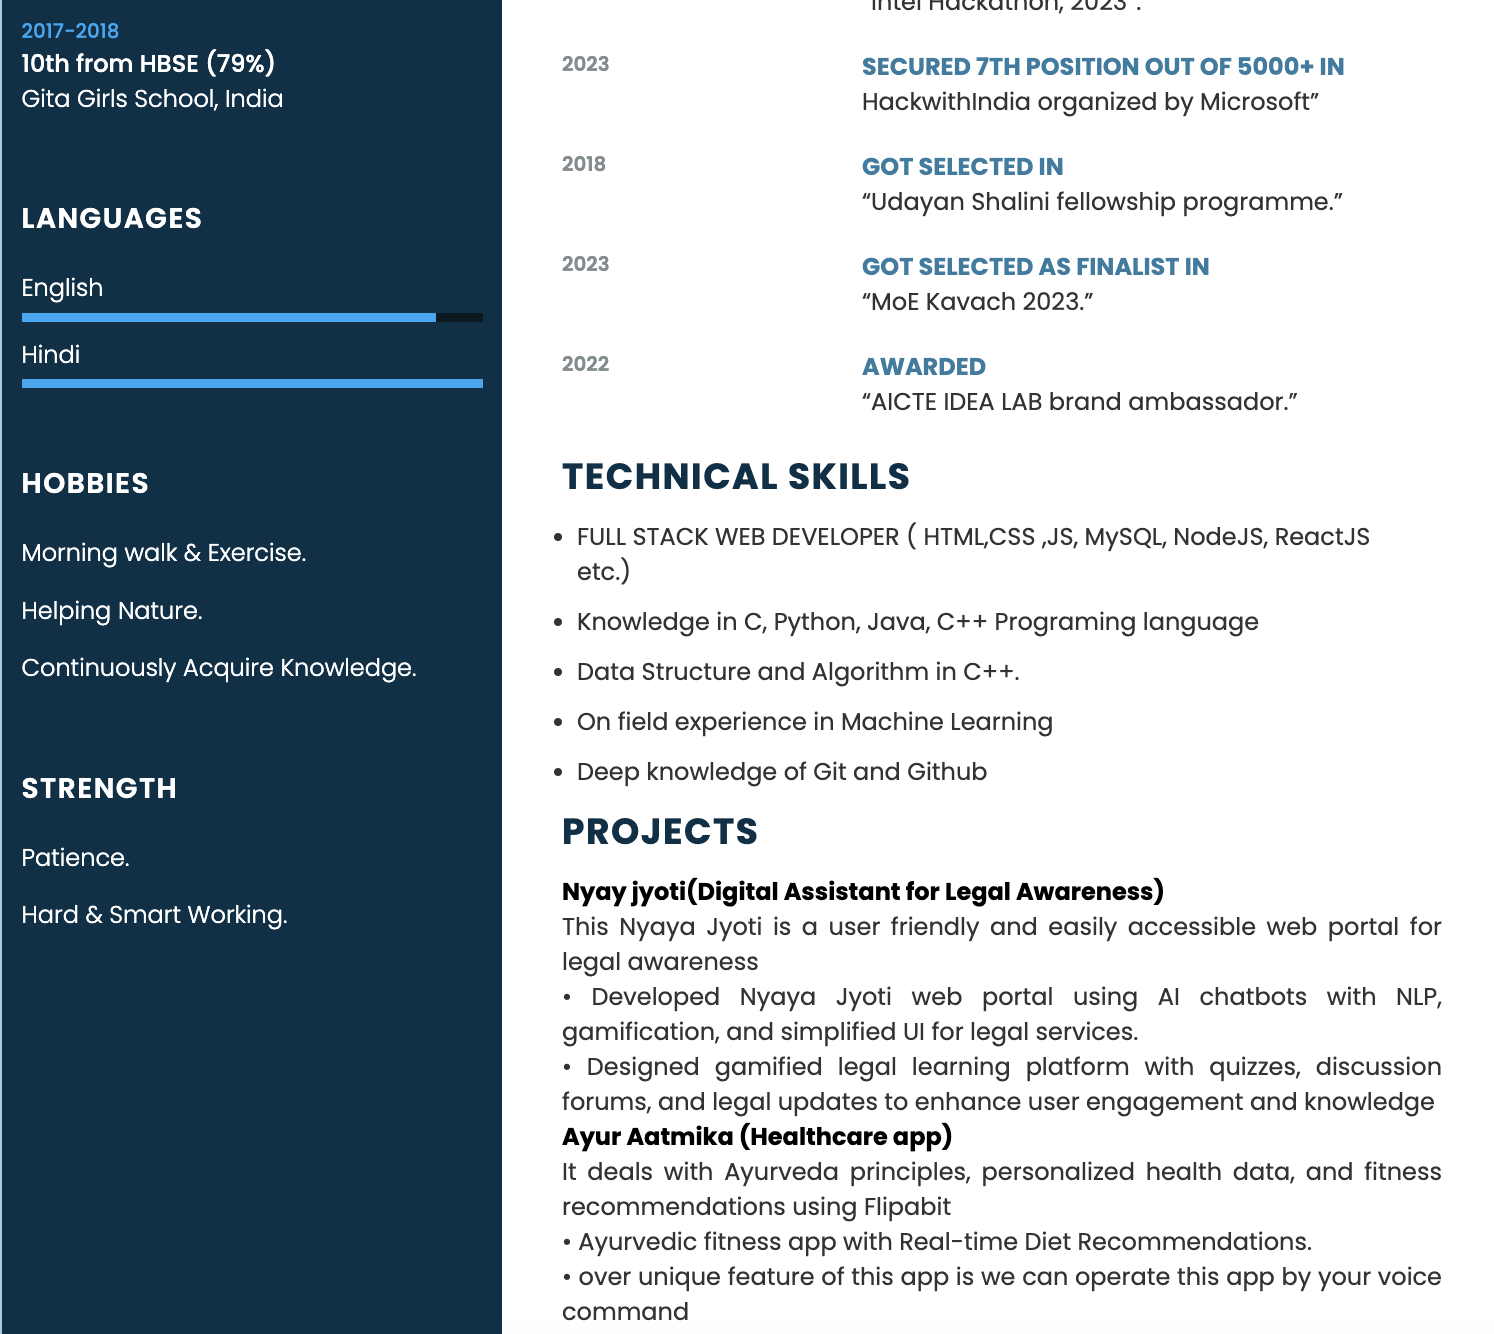 2017-2018
10th from HBSE (79%)
Gita Girls School, India
LANGUAGES
English
Hindi
HOBBIES
Morning walk & Exercise.
Helping Nature.
Continuously Acquire Knowledge.
STRENGTH
Patience.
Hard & Smart Working.
“Intel Hackathon, 2023”.
2023
SECURED 7TH POSITION OUT OF 5000+ IN
HackwithIndia organized by Microsoft”
2018
GOT SELECTED IN
“Udayan Shalini fellowship programme.”
2023
GOT SELECTED AS FINALIST IN
“MoE Kavach 2023.”
2022
AWARDED
“AICTE IDEA LAB brand ambassador.”
TECHNICAL SKILLS
• FULL STACK WEB DEVELOPER ( HTML,CSS ,JS, MySQL, NodeJS, ReactJS
etc.)
• Knowledge in C, Python, Java, C++ Programing language
• Data Structure and Algorithm in C++.
• On field experience in Machine Learning
• Deep knowledge of Git and Github
PROJECTS
Nyay jyoti(Digital Assistant for Legal Awareness)
This Nyaya Jyoti is a user friendly and easily accessible web portal for
legal awareness
• Developed Nyaya Jyoti web portal using AI chatbots with NLP,
gamification, and simplified UI for legal services.
• Designed gamified legal learning platform with quizzes, discussion
forums, and legal updates to enhance user engagement and knowledge
Ayur Aatmika (Healthcare app)
It deals with Ayurveda principles, personalized health data, and fitness
recommendations using Flipabit
• Ayurvedic fitness app with Real-time Diet Recommendations.
• over unique feature of this app is we can operate this app by your voice
command